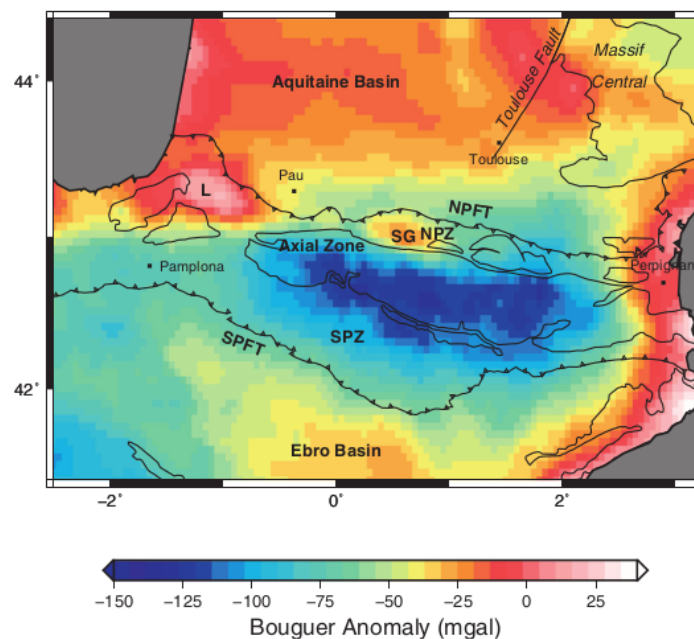 44°
Aquitaine Basin
Toulouse Fault
Massif
Central
Toulouse
L
Pau
NPFT
SG NPZ
Axial Zone
Pamplona
Perpignan
SPFT
SPZ
42°
Ebro Basin
−2° 0° 2°
−150 −125 −100 −75 −50 −25 0 25
Bouguer Anomaly (mgal)